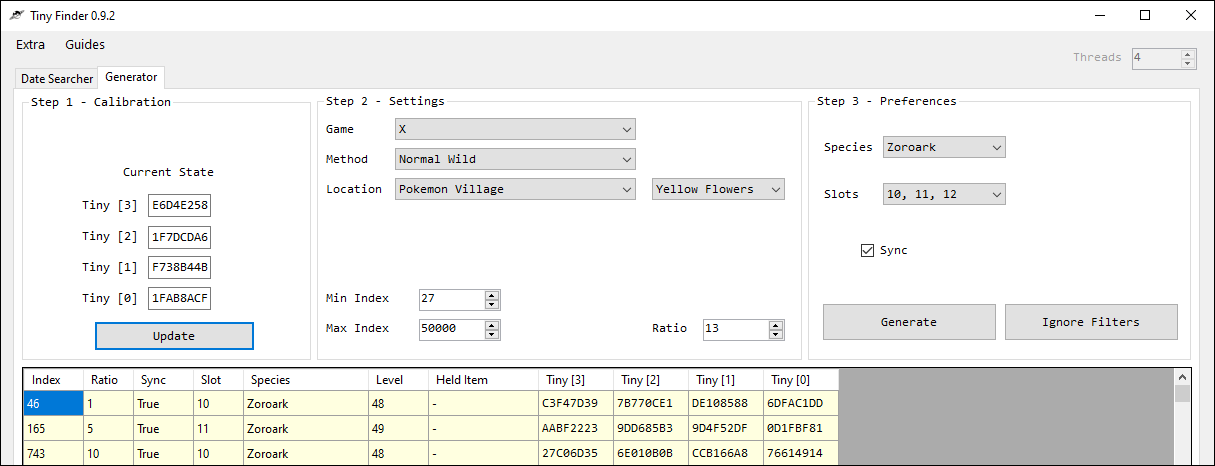 Tiny Finder 0.9.2
Extra Guides
Threads 4
Date Searcher Generator
Step 1 - Calibration
Current State
Tiny [3] E6D4E258
Tiny [2] 1F7DCDA6
Tiny [1] F738B44B
Tiny [0] 1FAB8ACF
Update
Step 2 - Settings
Game X
Method Normal Wild
Location Pokemon Village Yellow Flowers
Min Index 27
Max Index 50000 Ratio 13
Step 3 - Preferences
Species Zoroark
Slots 10, 11, 12
Sync
Generate Ignore Filters
Index Ratio Sync Slot Species Level Held Item Tiny [3] Tiny [2] Tiny [1] Tiny [0]
46 1 True 10 Zoroark 48 - C3F47D39 7B770CE1 DE108588 6DFAC1DD
165 5 True 11 Zoroark 49 - AABF2223 9DD685B3 9D4F52DF 0D1FBF81
743 10 True 10 Zoroark 48 - 27C06D35 6E010B0B CCB166A8 76614914